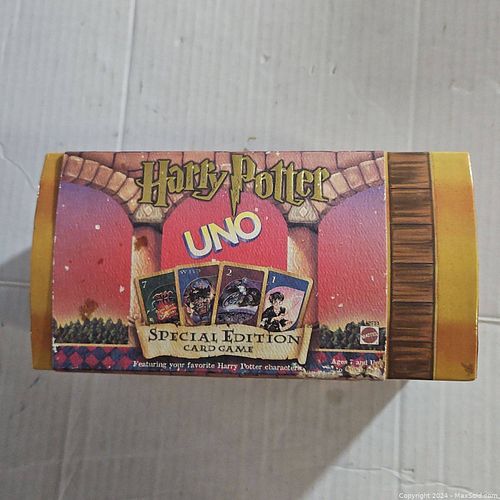 Harry Potter
UNO
7 WILD 2 1
SPECIAL EDITION
CARD GAME
MATTEL
Featuring your favorite Harry Potter characters
Ages 7 and Up
Copyright 2024 - MaxSold.com